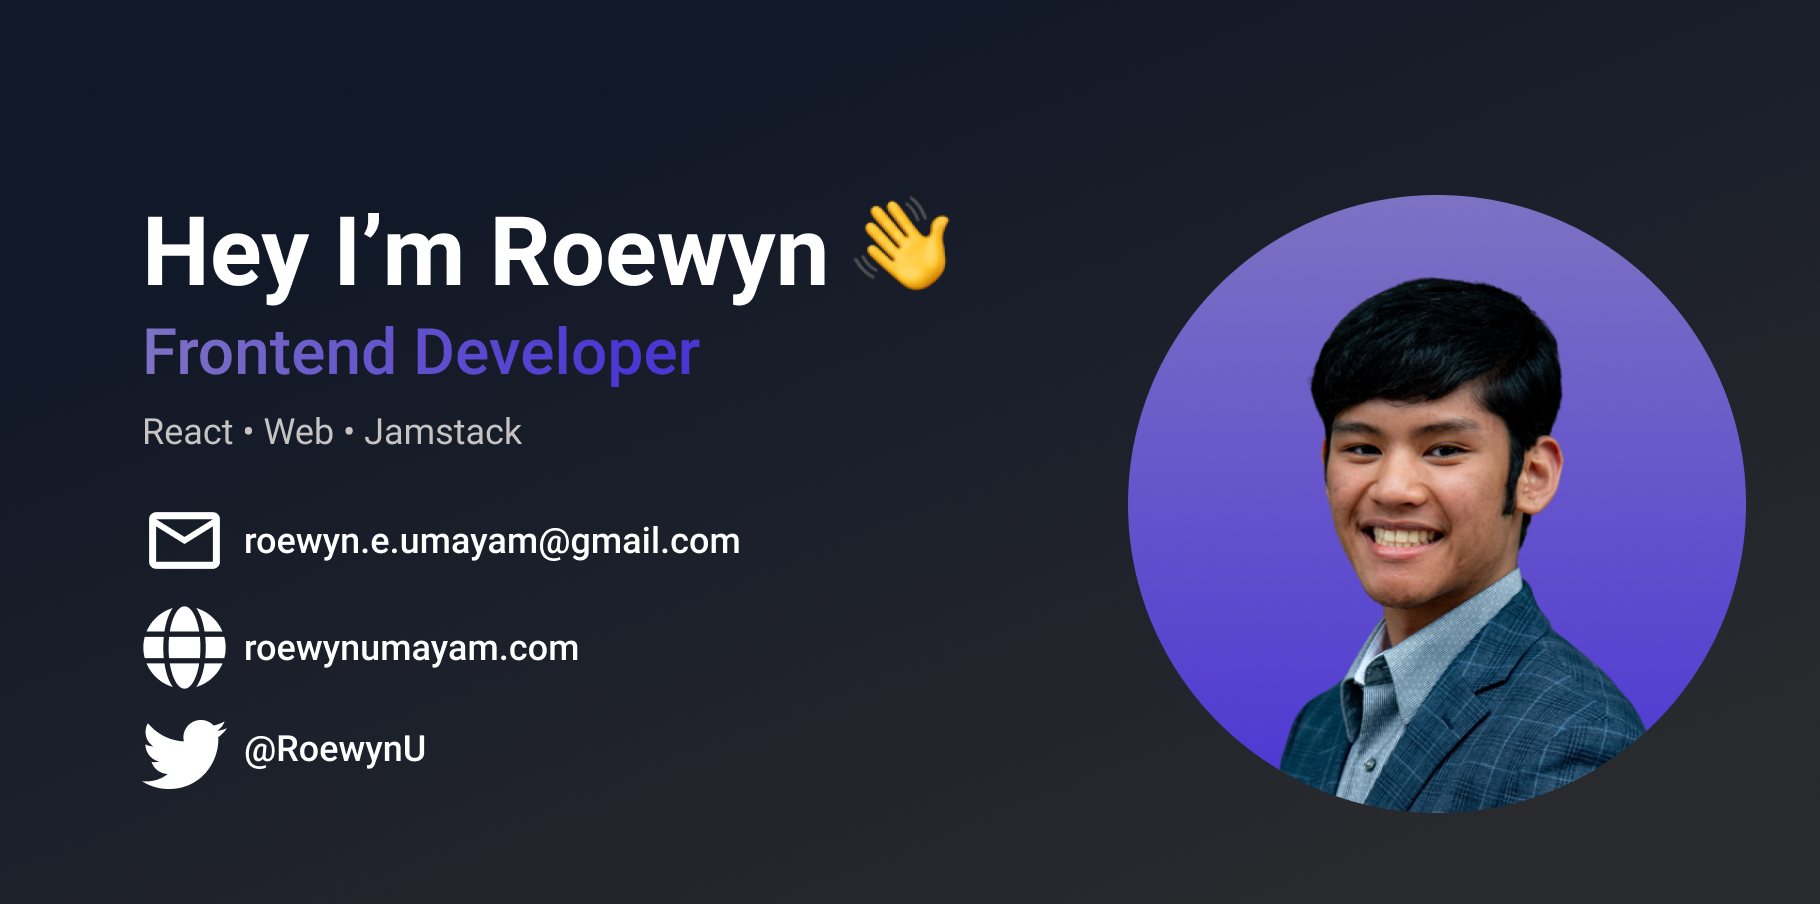 Hey I’m Roewyn 👋
Frontend Developer
React • Web • Jamstack
roewyn.e.umayam@gmail.com
roewynumayam.com
@RoewynU